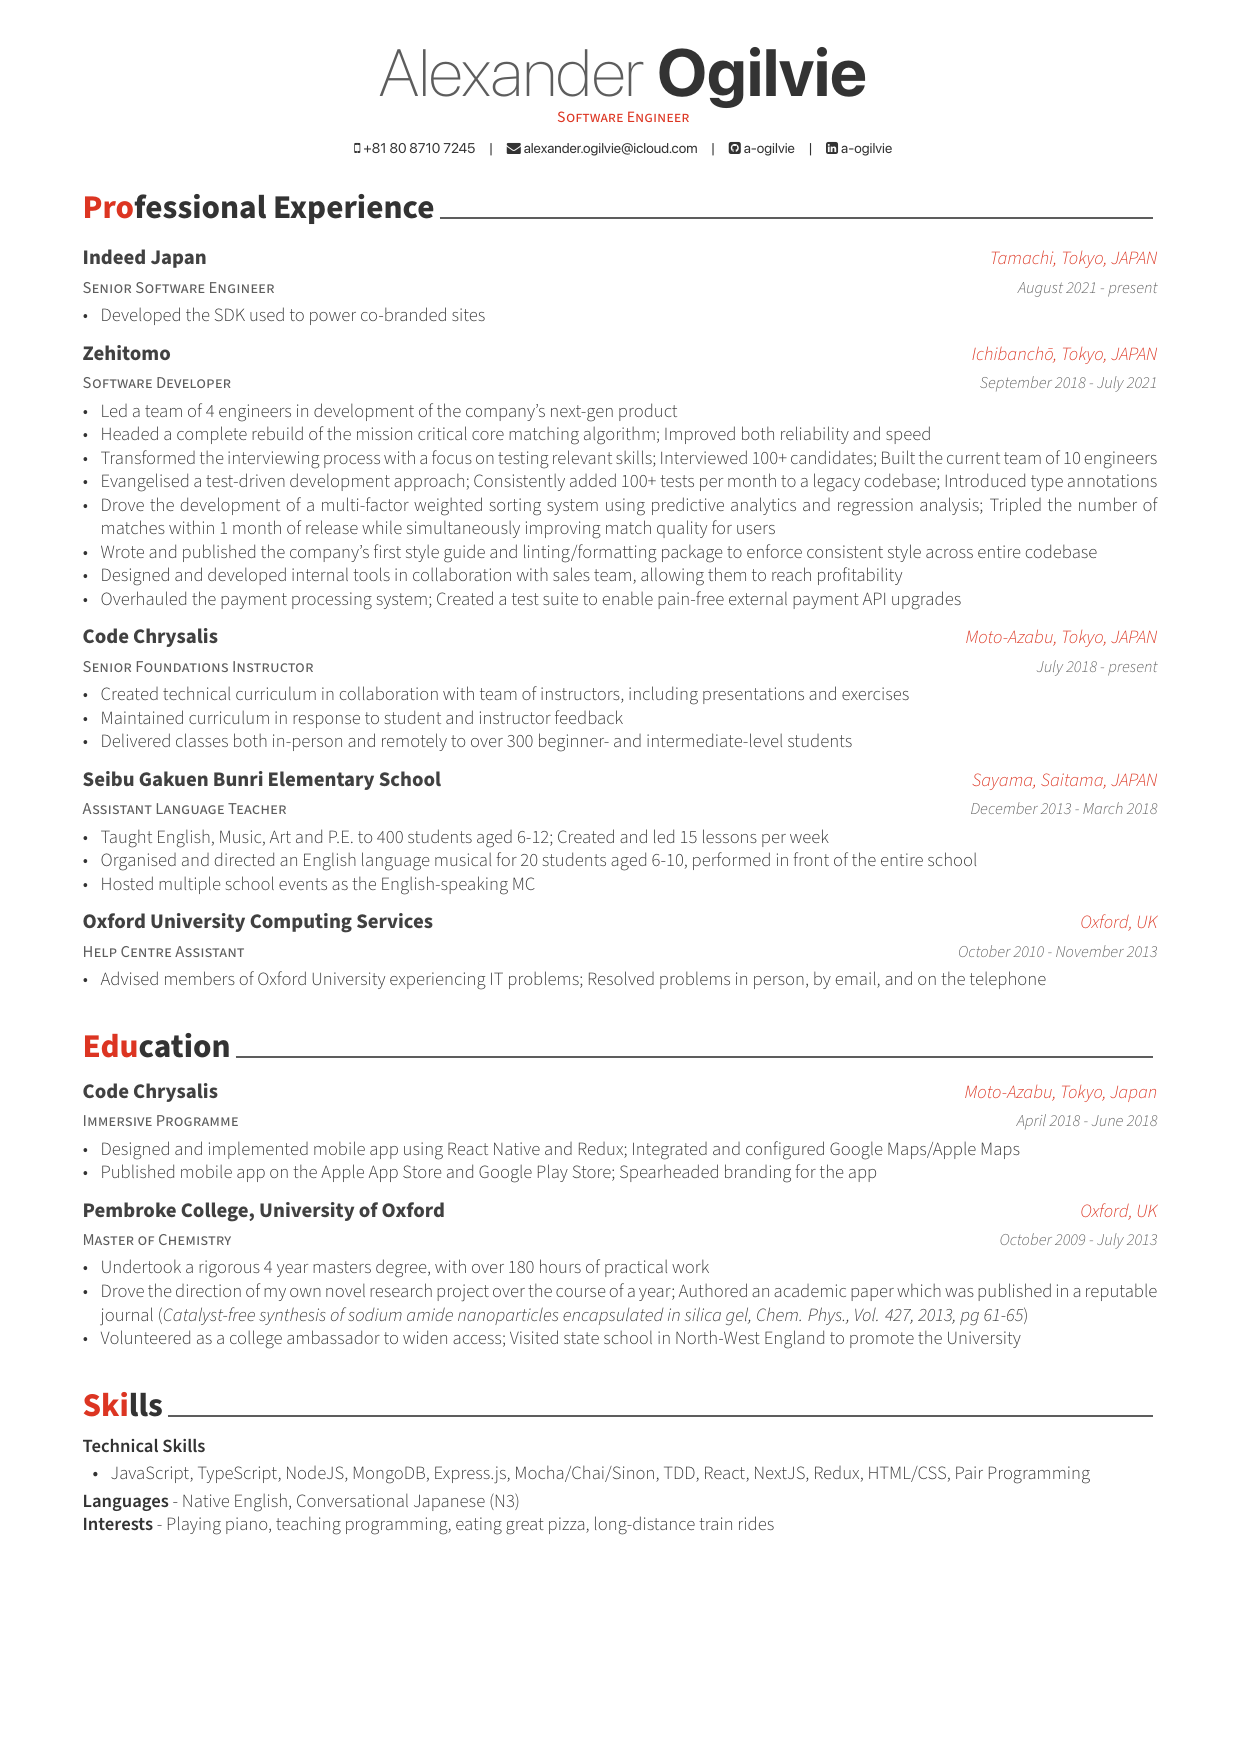 Alexander Ogilvie
Software Engineer
+81 80 8710 7245 | alexander.ogilvie@icloud.com | a-ogilvie | a-ogilvie
Professional Experience
Indeed Japan Tamachi, Tokyo, JAPAN
Senior Software Engineer August 2021 - present
• Developed the SDK used to power co-branded sites
Zehitomo Ichibanchō, Tokyo, JAPAN
Software Developer September 2018 - July 2021
• Led a team of 4 engineers in development of the company’s next-gen product
• Headed a complete rebuild of the mission critical core matching algorithm; Improved both reliability and speed
• Transformed the interviewing process with a focus on testing relevant skills; Interviewed 100+ candidates; Built the current team of 10 engineers
• Evangelised a test-driven development approach; Consistently added 100+ tests per month to a legacy codebase; Introduced type annotations
• Drove the development of a multi-factor weighted sorting system using predictive analytics and regression analysis; Tripled the number of
matches within 1 month of release while simultaneously improving match quality for users
• Wrote and published the company’s first style guide and linting/formatting package to enforce consistent style across entire codebase
• Designed and developed internal tools in collaboration with sales team, allowing them to reach profitability
• Overhauled the payment processing system; Created a test suite to enable pain-free external payment API upgrades
Code Chrysalis Moto-Azabu, Tokyo, JAPAN
Senior Foundations Instructor July 2018 - present
• Created technical curriculum in collaboration with team of instructors, including presentations and exercises
• Maintained curriculum in response to student and instructor feedback
• Delivered classes both in-person and remotely to over 300 beginner- and intermediate-level students
Seibu Gakuen Bunri Elementary School Sayama, Saitama, JAPAN
Assistant Language Teacher December 2013 - March 2018
• Taught English, Music, Art and P.E. to 400 students aged 6-12; Created and led 15 lessons per week
• Organised and directed an English language musical for 20 students aged 6-10, performed in front of the entire school
• Hosted multiple school events as the English-speaking MC
Oxford University Computing Services Oxford, UK
Help Centre Assistant October 2010 - November 2013
• Advised members of Oxford University experiencing IT problems; Resolved problems in person, by email, and on the telephone
Education
Code Chrysalis Moto-Azabu, Tokyo, Japan
Immersive Programme April 2018 - June 2018
• Designed and implemented mobile app using React Native and Redux; Integrated and configured Google Maps/Apple Maps
• Published mobile app on the Apple App Store and Google Play Store; Spearheaded branding for the app
Pembroke College, University of Oxford Oxford, UK
Master of Chemistry October 2009 - July 2013
• Undertook a rigorous 4 year masters degree, with over 180 hours of practical work
• Drove the direction of my own novel research project over the course of a year; Authored an academic paper which was published in a reputable
journal (Catalyst-free synthesis of sodium amide nanoparticles encapsulated in silica gel, Chem. Phys., Vol. 427, 2013, pg 61-65)
• Volunteered as a college ambassador to widen access; Visited state school in North-West England to promote the University
Skills
Technical Skills
• JavaScript, TypeScript, NodeJS, MongoDB, Express.js, Mocha/Chai/Sinon, TDD, React, NextJS, Redux, HTML/CSS, Pair Programming
Languages - Native English, Conversational Japanese (N3)
Interests - Playing piano, teaching programming, eating great pizza, long-distance train rides